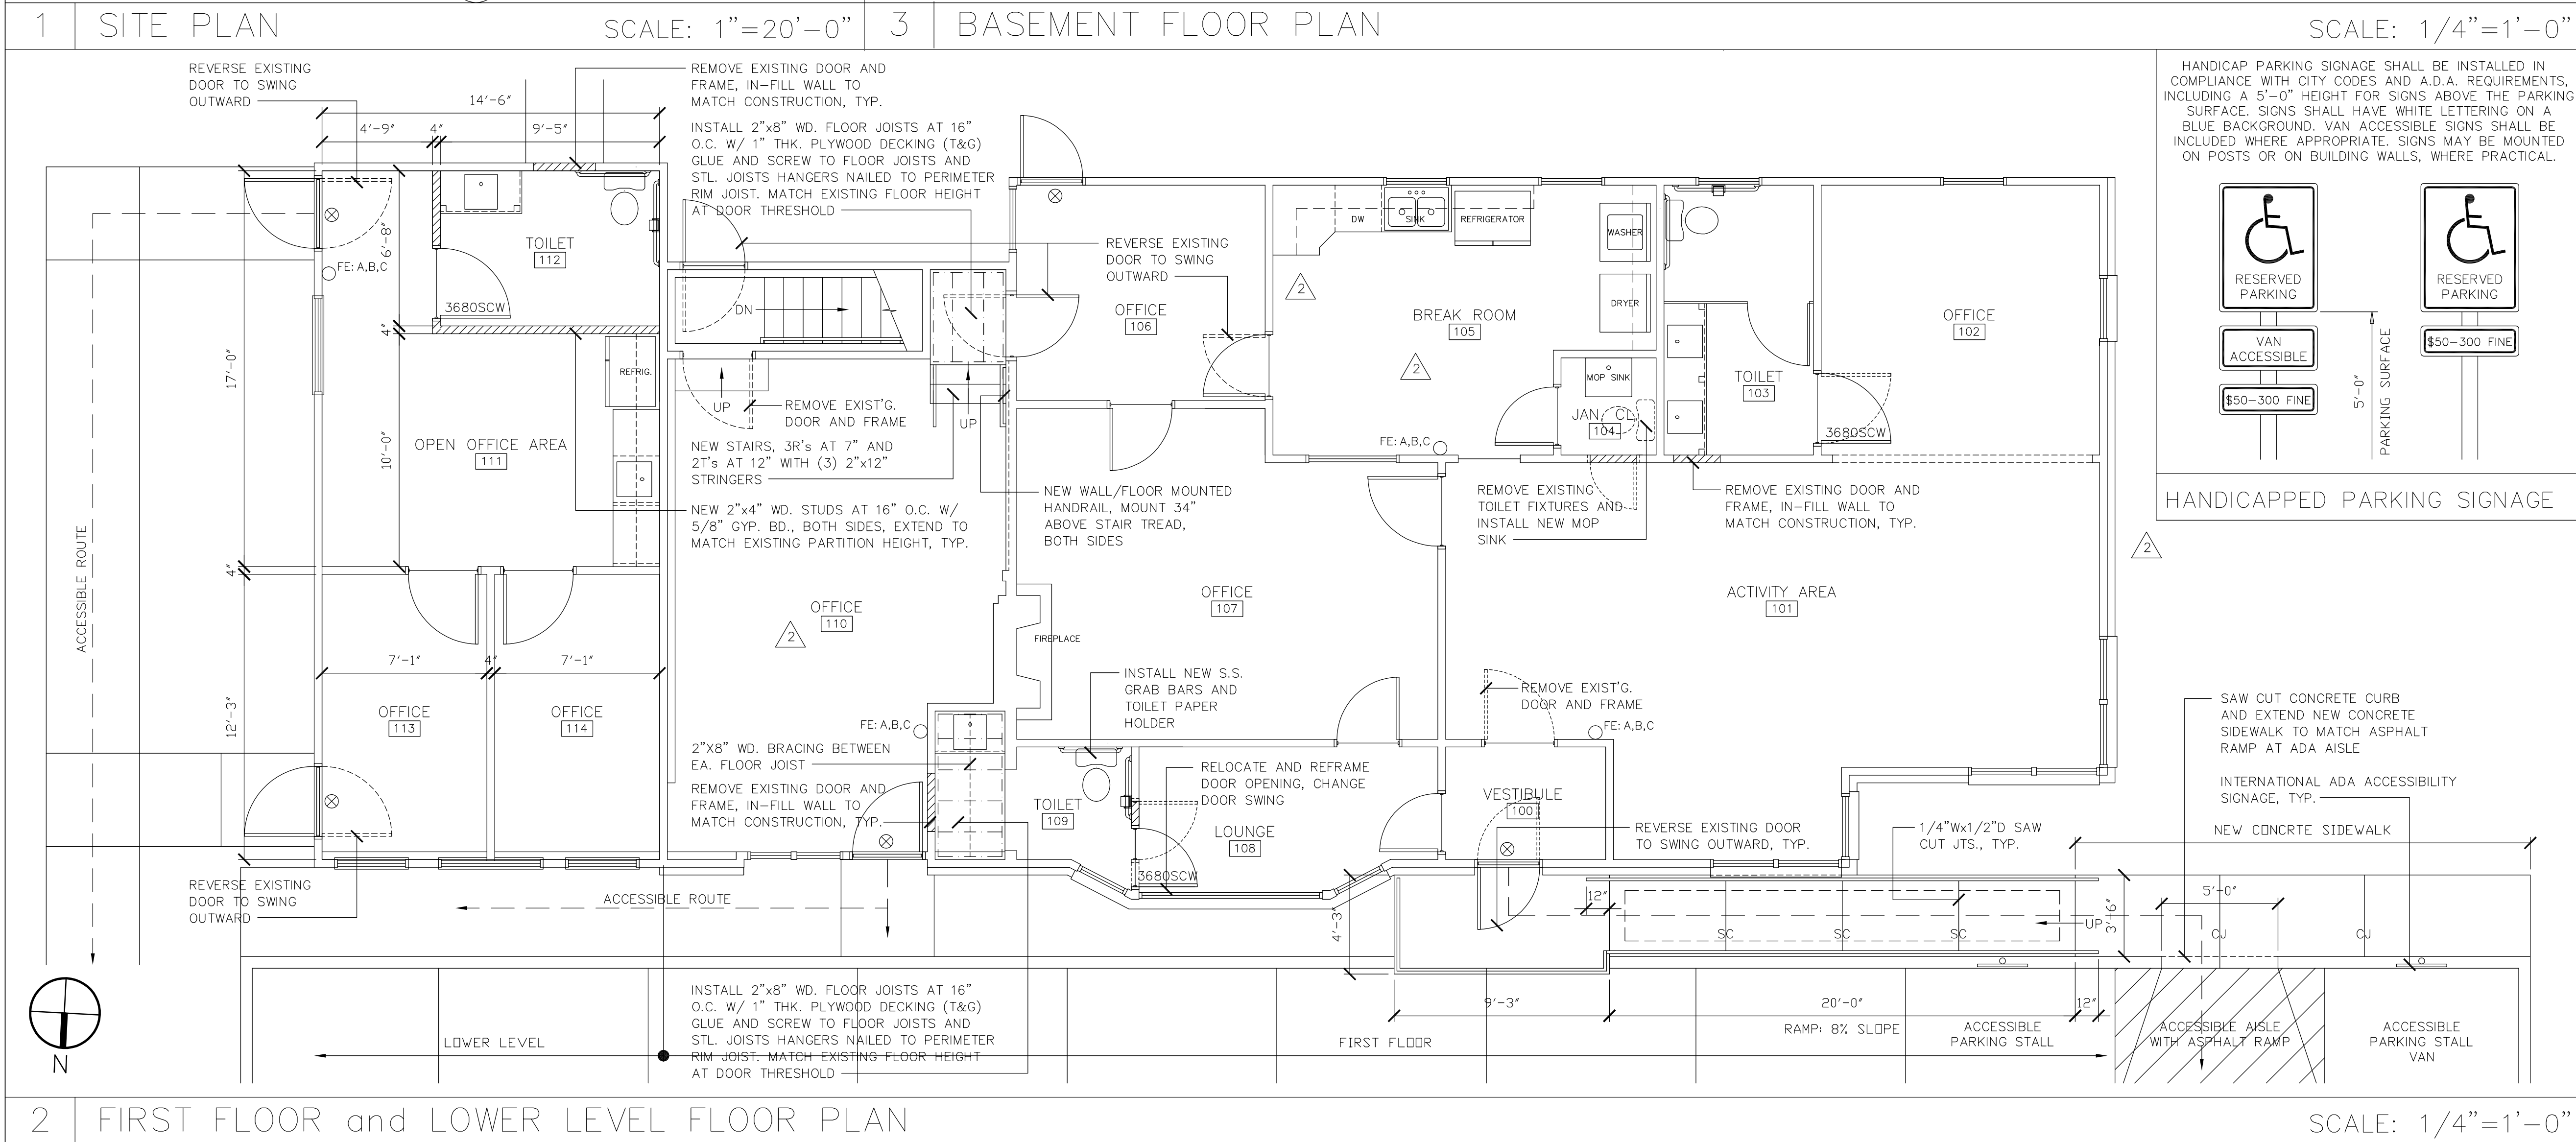 1 SITE PLAN SCALE: 1"=20'-0"
3 BASEMENT FLOOR PLAN SCALE: 1/4"=1'-0"
REVERSE EXISTING
DOOR TO SWING
OUTWARD
14'-6"
4'-9" 4" 9'-5"
REMOVE EXISTING DOOR AND
FRAME, IN-FILL WALL TO
MATCH CONSTRUCTION, TYP.
INSTALL 2"x8" WD. FLOOR JOISTS AT 16"
O.C. W/ 1" THK. PLYWOOD DECKING (T&G)
GLUE AND SCREW TO FLOOR JOISTS AND
STL. JOISTS HANGERS NAILED TO PERIMETER
RIM JOIST. MATCH EXISTING FLOOR HEIGHT
AT DOOR THRESHOLD
HANDICAP PARKING SIGNAGE SHALL BE INSTALLED IN
COMPLIANCE WITH CITY CODES AND A.D.A. REQUIREMENTS,
INCLUDING A 5'-0" HEIGHT FOR SIGNS ABOVE THE PARKING
SURFACE. SIGNS SHALL HAVE WHITE LETTERING ON A
BLUE BACKGROUND. VAN ACCESSIBLE SIGNS SHALL BE
INCLUDED WHERE APPROPRIATE. SIGNS MAY BE MOUNTED
ON POSTS OR ON BUILDING WALLS, WHERE PRACTICAL.
RESERVED
PARKING
VAN
ACCESSIBLE
$50-300 FINE
5'-0"
PARKING SURFACE
RESERVED
PARKING
$50-300 FINE
HANDICAPPED PARKING SIGNAGE
FE: A,B,C
6'-8"
TOILET
112
3680SCW
4"
17'-0"
10'-0"
4"
12'-3"
REFRIG.
OPEN OFFICE AREA
111
DN
UP
REMOVE EXIST'G.
DOOR AND FRAME
UP
NEW STAIRS, 3R's AT 7" AND
2T's AT 12" WITH (3) 2"x12"
STRINGERS
NEW 2"x4" WD. STUDS AT 16" O.C. W/
5/8" GYP. BD., BOTH SIDES, EXTEND TO
MATCH EXISTING PARTITION HEIGHT, TYP.
NEW WALL/FLOOR MOUNTED
HANDRAIL, MOUNT 34"
ABOVE STAIR TREAD,
BOTH SIDES
REVERSE EXISTING
DOOR TO SWING
OUTWARD
OFFICE
106
DW
SINK
REFRIGERATOR
WASHER
DRYER
2
BREAK ROOM
105
2
MOP SINK
JAN. CL.
104
FE: A,B,C
TOILET
103
3680SCW
OFFICE
102
REMOVE EXISTING
TOILET FIXTURES AND
INSTALL NEW MOP
SINK
REMOVE EXISTING DOOR AND
FRAME, IN-FILL WALL TO
MATCH CONSTRUCTION, TYP.
2
ACCESSIBLE ROUTE
OFFICE
110
2
OFFICE
107
FIREPLACE
ACTIVITY AREA
101
7'-1" 4" 7'-1"
OFFICE
113
OFFICE
114
FE: A,B,C
2"X8" WD. BRACING BETWEEN
EA. FLOOR JOIST
REMOVE EXISTING DOOR AND
FRAME, IN-FILL WALL TO
MATCH CONSTRUCTION, TYP.
INSTALL NEW S.S.
GRAB BARS AND
TOILET PAPER
HOLDER
TOILET
109
RELOCATE AND REFRAME
DOOR OPENING, CHANGE
DOOR SWING
LOUNGE
108
3680SCW
REMOVE EXIST'G.
DOOR AND FRAME
FE: A,B,C
VESTIBULE
100
REVERSE EXISTING DOOR
TO SWING OUTWARD, TYP.
1/4"Wx1/2"D SAW
CUT JTS., TYP.
SAW CUT CONCRETE CURB
AND EXTEND NEW CONCRETE
SIDEWALK TO MATCH ASPHALT
RAMP AT ADA AISLE
INTERNATIONAL ADA ACCESSIBILITY
SIGNAGE, TYP.
NEW CONCRTE SIDEWALK
REVERSE EXISTING
DOOR TO SWING
OUTWARD
ACCESSIBLE ROUTE
4'-3"
12"
SC SC SC
UP
3'-6"
5'-0"
CJ CJ
N
INSTALL 2"x8" WD. FLOOR JOISTS AT 16"
O.C. W/ 1" THK. PLYWOOD DECKING (T&G)
GLUE AND SCREW TO FLOOR JOISTS AND
STL. JOISTS HANGERS NAILED TO PERIMETER
RIM JOIST. MATCH EXISTING FLOOR HEIGHT
AT DOOR THRESHOLD
LOWER LEVEL
FIRST FLOOR
9'-3" 20'-0" 12"
RAMP: 8% SLOPE
ACCESSIBLE
PARKING STALL
ACCESSIBLE AISLE
WITH ASPHALT RAMP
ACCESSIBLE
PARKING STALL
VAN
2 FIRST FLOOR and LOWER LEVEL FLOOR PLAN SCALE: 1/4"=1'-0"